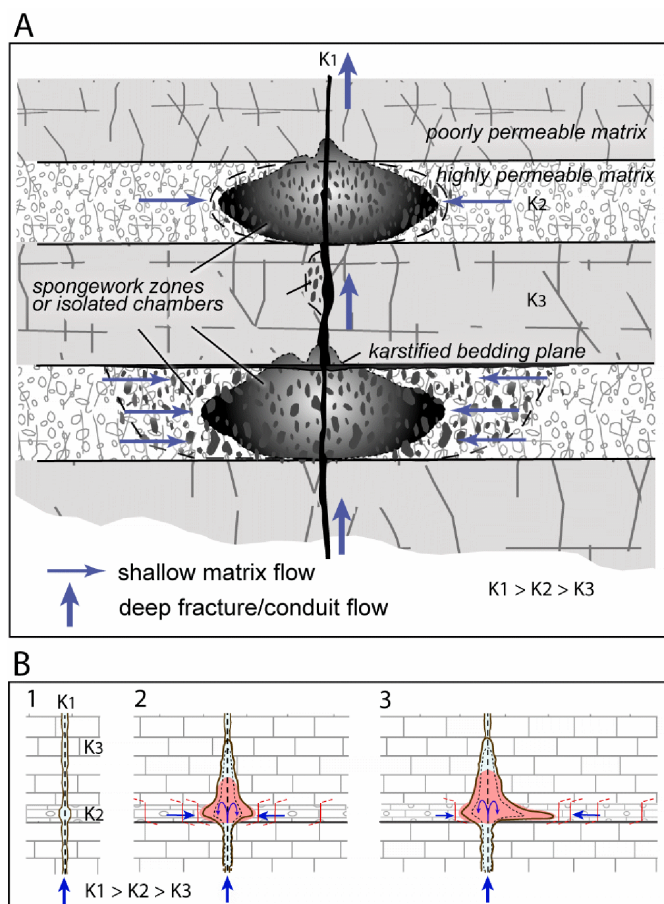 A
K1
poorly permeable matrix
highly permeable matrix
K2
spongework zones
or isolated chambers
K3
karstified bedding plane
shallow matrix flow
deep fracture/conduit flow
K1 > K2 > K3
B
1
K1
2
3
K3
K2
K1 > K2 > K3